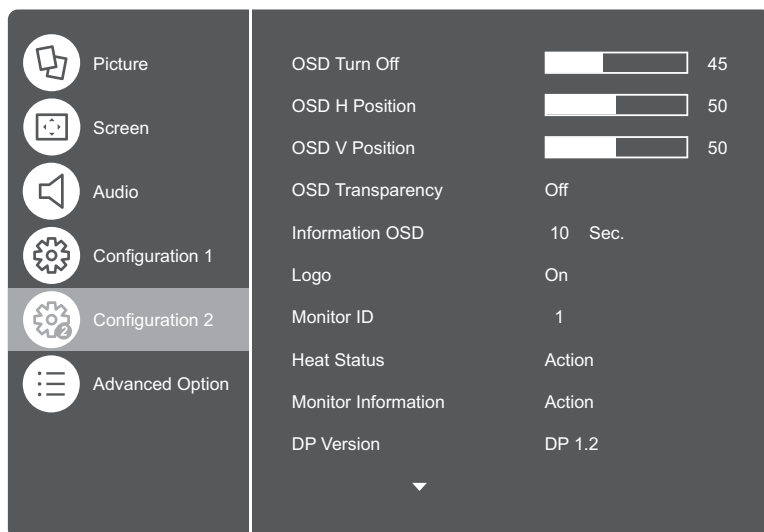 Picture
Screen
Audio
Configuration 1
Configuration 2
2
Advanced Option
OSD Turn Off 45
OSD H Position 50
OSD V Position 50
OSD Transparency Off
Information OSD 10 Sec.
Logo On
Monitor ID 1
Heat Status Action
Monitor Information Action
DP Version DP 1.2